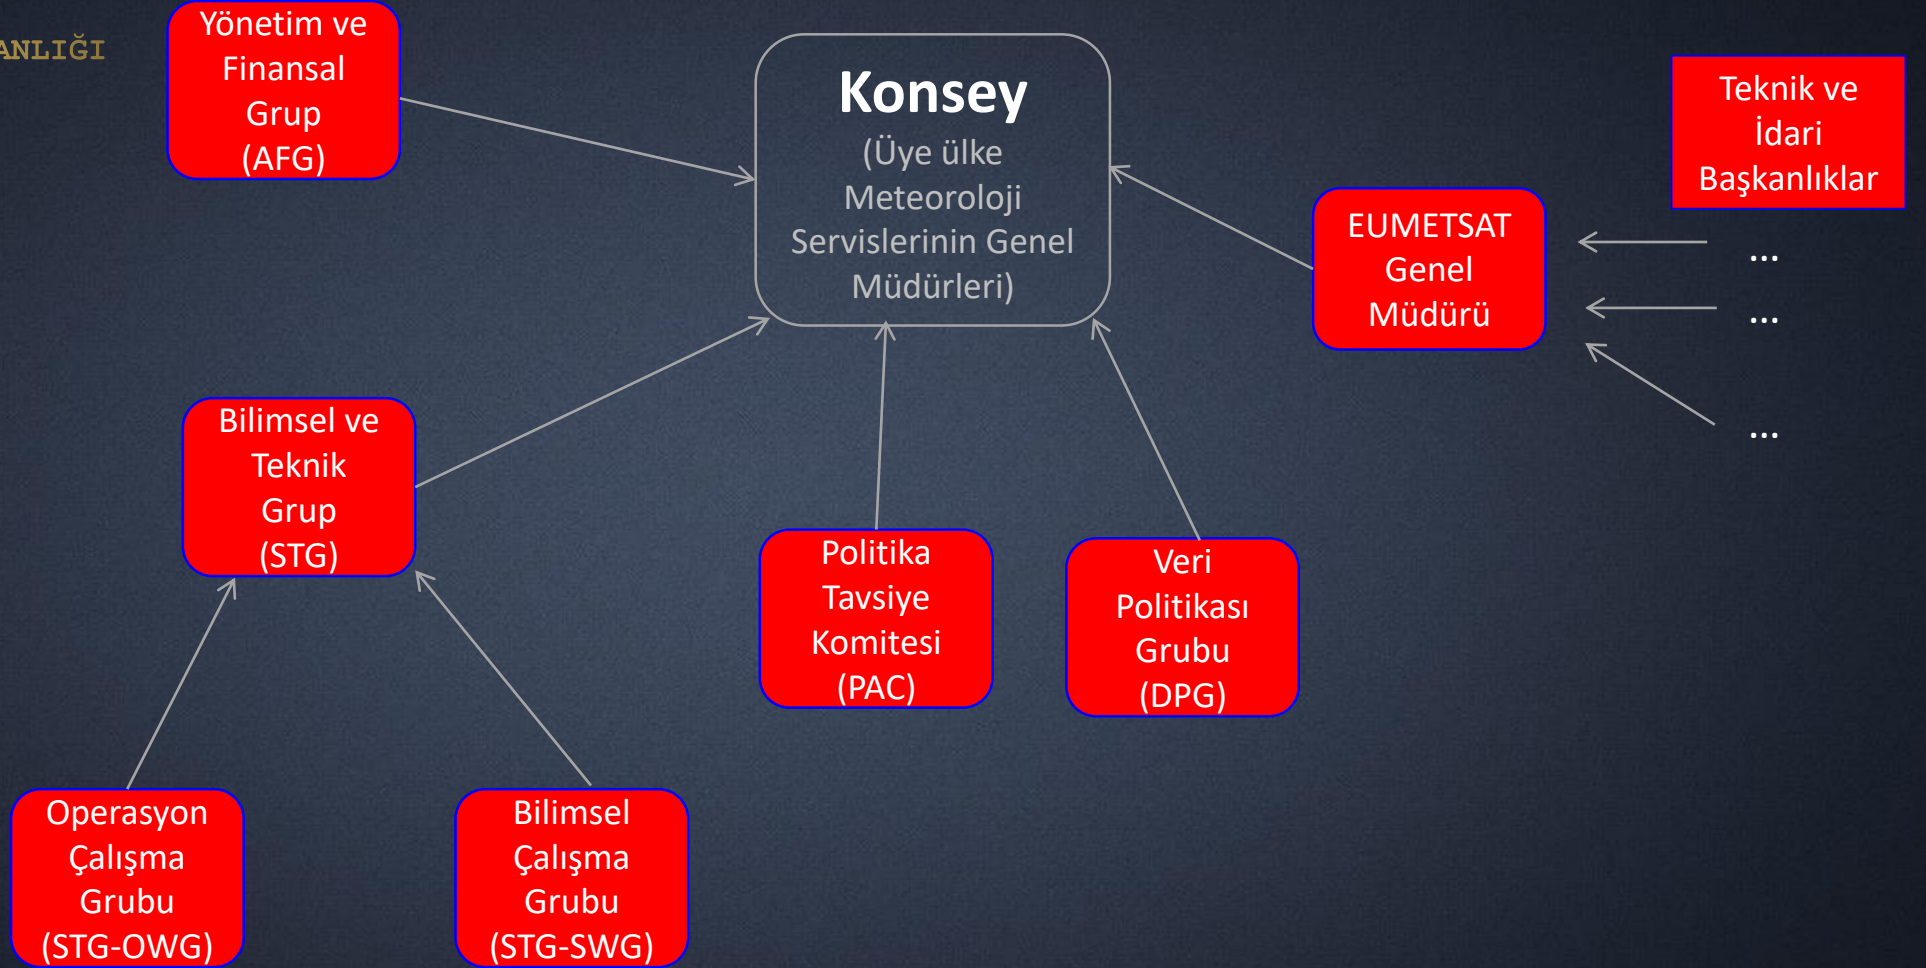 Yönetim ve
Finansal
Grup
(AFG)
Konsey
(Üye ülke
Meteoroloji
Servislerinin Genel
Müdürleri)
Teknik ve
İdari
Başkanlıklar
EUMETSAT
Genel
Müdürü
...
...
...
Bilimsel ve
Teknik
Grup
(STG)
Politika
Tavsiye
Komitesi
(PAC)
Veri
Politikası
Grubu
(DPG)
Operasyon
Çalışma
Grubu
(STG-OWG)
Bilimsel
Çalışma
Grubu
(STG-SWG)